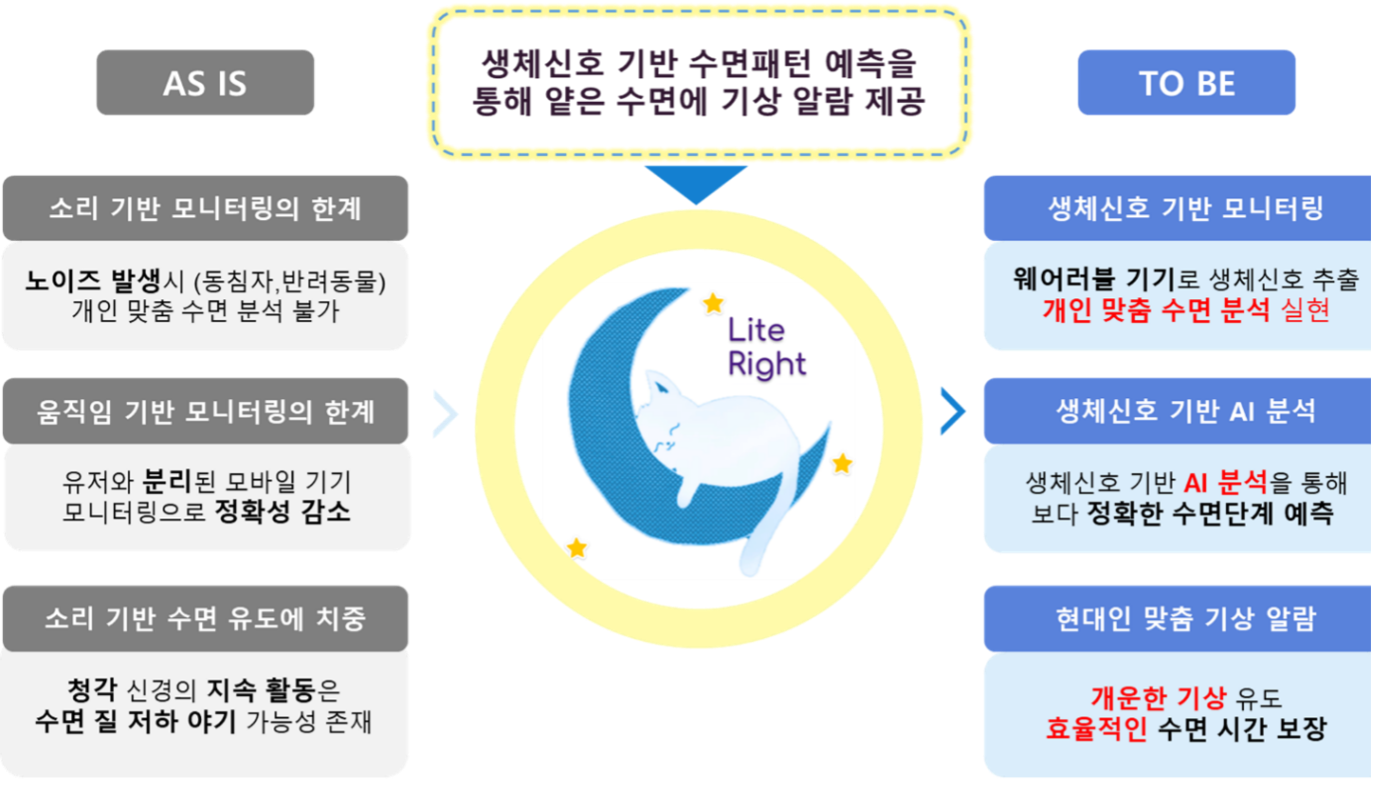 AS IS
생체신호 기반 수면패턴 예측을
통해 얕은 수면에 기상 알람 제공
TO BE
소리 기반 모니터링의 한계
노이즈 발생시 (동침자,반려동물)
개인 맞춤 수면 분석 불가
움직임 기반 모니터링의 한계
유저와 분리된 모바일 기기
모니터링으로 정확성 감소
소리 기반 수면 유도에 치중
청각 신경의 지속 활동은
수면 질 저하 야기 가능성 존재
Lite
Right
생체신호 기반 모니터링
웨어러블 기기로 생체신호 추출
개인 맞춤 수면 분석 실현
생체신호 기반 AI 분석
생체신호 기반 AI 분석을 통해
보다 정확한 수면단계 예측
현대인 맞춤 기상 알람
개운한 기상 유도
효율적인 수면 시간 보장